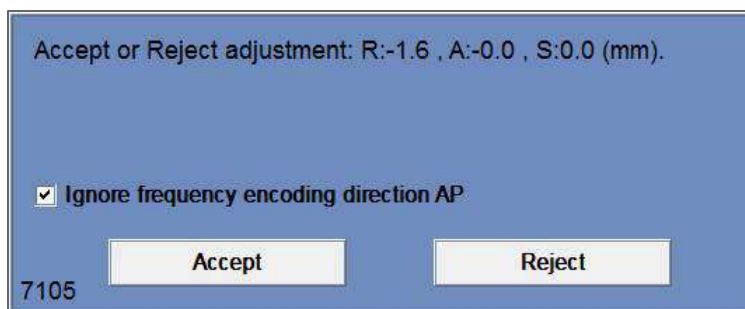 Accept or Reject adjustment: R:-1.6 , A:-0.0 , S:0.0 (mm).
Ignore frequency encoding direction AP
Accept
Reject
7105